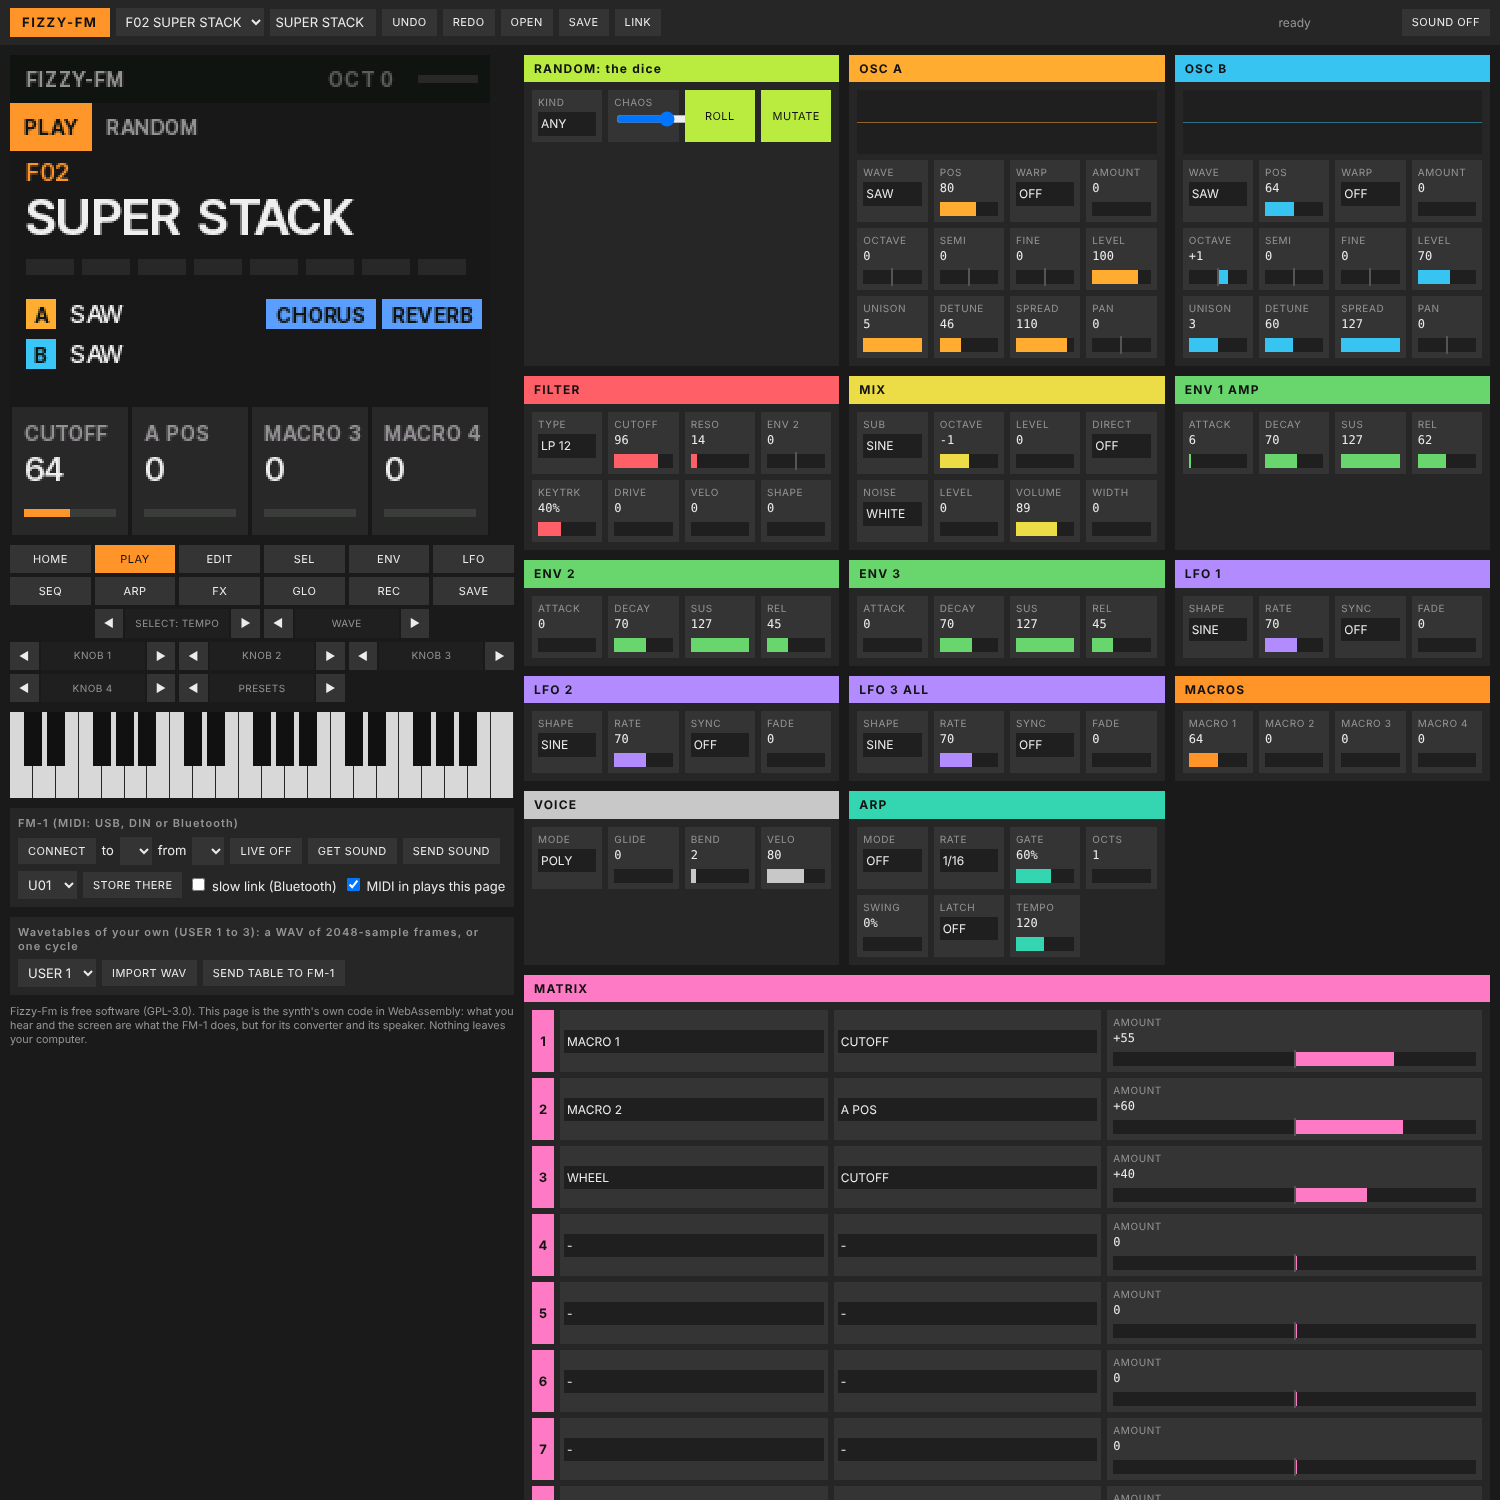 FIZZY-FM F02 SUPER STACK SUPER STACK UNDO REDO OPEN SAVE LINK ready SOUND OFF
FIZZY-FM OCT 0
PLAY RANDOM
F02
SUPER STACK
A SAW CHORUS REVERB
B SAW
CUTOFF A POS MACRO 3 MACRO 4
64 0 0 0
HOME PLAY EDIT SEL ENV LFO
SEQ ARP FX GLO REC SAVE
SELECT: TEMPO WAVE
KNOB 1 KNOB 2 KNOB 3
KNOB 4 PRESETS
FM-1 (MIDI: USB, DIN or Bluetooth)
CONNECT to from LIVE OFF GET SOUND SEND SOUND
U01 STORE THERE slow link (Bluetooth) MIDI in plays this page
Wavetables of your own (USER 1 to 3): a WAV of 2048-sample frames, or
one cycle
USER 1 IMPORT WAV SEND TABLE TO FM-1
Fizzy-Fm is free software (GPL-3.0). This page is the synth's own code in WebAssembly: what you
hear and the screen are what the FM-1 does, but for its converter and its speaker. Nothing leaves
your computer.
RANDOM: the dice
KIND CHAOS ROLL MUTATE
ANY
OSC A
WAVE POS WARP AMOUNT
SAW 80 OFF 0
OCTAVE SEMI FINE LEVEL
0 0 0 100
UNISON DETUNE SPREAD PAN
5 46 110 0
OSC B
WAVE POS WARP AMOUNT
SAW 64 OFF 0
OCTAVE SEMI FINE LEVEL
+1 0 0 70
UNISON DETUNE SPREAD PAN
3 60 127 0
FILTER
TYPE CUTOFF RESO ENV 2
LP 12 96 14 0
KEYTRK DRIVE VELO SHAPE
40% 0 0 0
MIX
SUB OCTAVE LEVEL DIRECT
SINE -1 0 OFF
NOISE LEVEL VOLUME WIDTH
WHITE 0 89 0
ENV 1 AMP
ATTACK DECAY SUS REL
6 70 127 62
ENV 2
ATTACK DECAY SUS REL
0 70 127 45
ENV 3
ATTACK DECAY SUS REL
0 70 127 45
LFO 1
SHAPE RATE SYNC FADE
SINE 70 OFF 0
LFO 2
SHAPE RATE SYNC FADE
SINE 70 OFF 0
LFO 3 ALL
SHAPE RATE SYNC FADE
SINE 70 OFF 0
MACROS
MACRO 1 MACRO 2 MACRO 3 MACRO 4
64 0 0 0
VOICE
MODE GLIDE BEND VELO
POLY 0 2 80
ARP
MODE RATE GATE OCTS
OFF 1/16 60% 1
SWING LATCH TEMPO
0% OFF 120
MATRIX
1 MACRO 1 CUTOFF AMOUNT +55
2 MACRO 2 A POS AMOUNT +60
3 WHEEL CUTOFF AMOUNT +40
4 - - AMOUNT 0
5 - - AMOUNT 0
6 - - AMOUNT 0
7 - - AMOUNT 0
AMOUNT